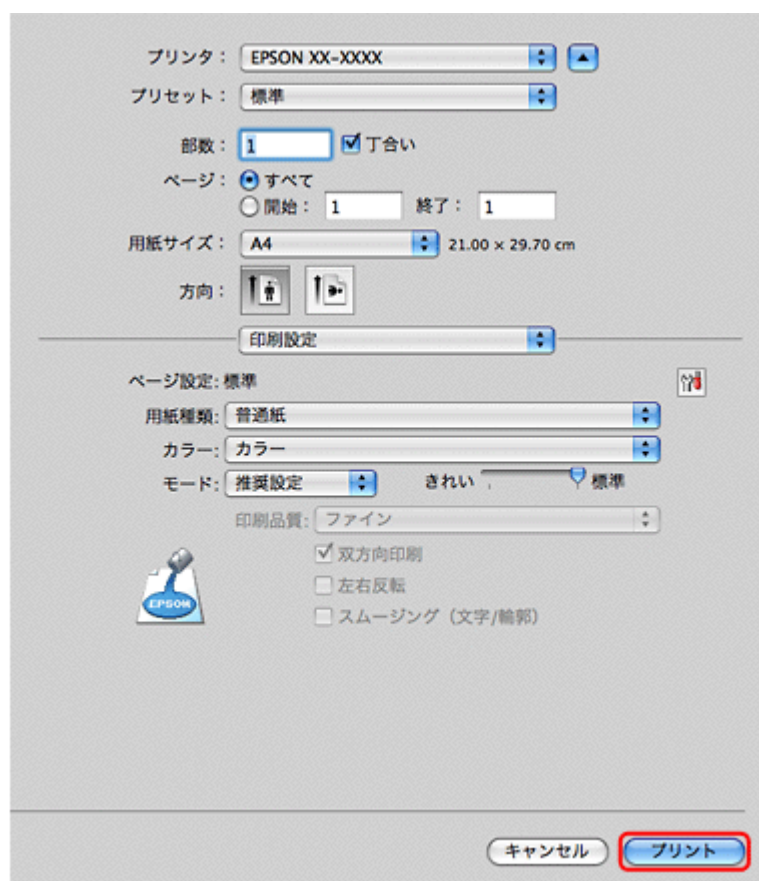 プリンタ： EPSON XX-XXXX
プリセット： 標準
部数： 1 丁合い
ページ： すべて
開始： 1 終了： 1
用紙サイズ： A4 21.00 × 29.70 cm
方向：
印刷設定
ページ設定: 標準
用紙種類: 普通紙
カラー: カラー
モード: 推奨設定 きれい 標準
印刷品質: ファイン
双方向印刷
左右反転
スムージング（文字/輪郭）
EPSON
キャンセル プリント